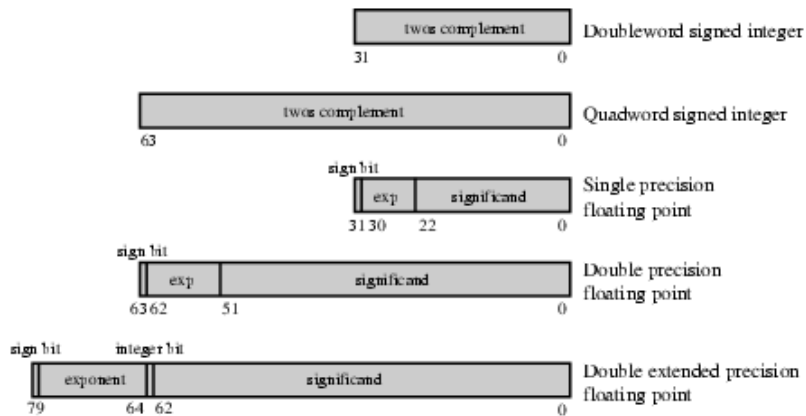 twos complement Doubleword signed integer
31 0
twos complement Quadword signed integer
63 0
sign bit
exp significand Single precision
floating point
31 30 22 0
sign bit
exp significand Double precision
floating point
63 62 51 0
sign bit integer bit
exponent significand Double extended precision
floating point
79 64 62 0